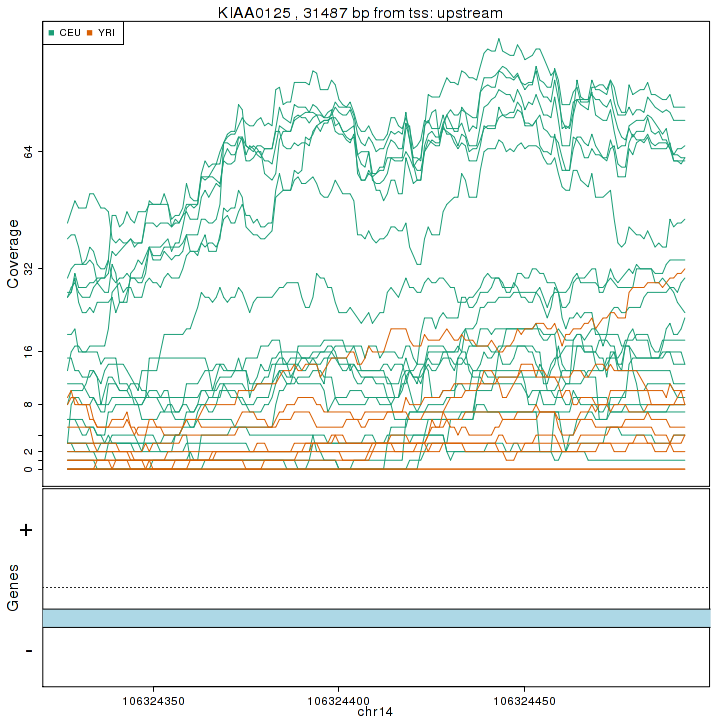 KIAA0125 , 31487 bp from tss: upstream
CEU YRI
Coverage
64
32
16
8
2
0
Genes
+
-
106324350 106324400 106324450
chr14